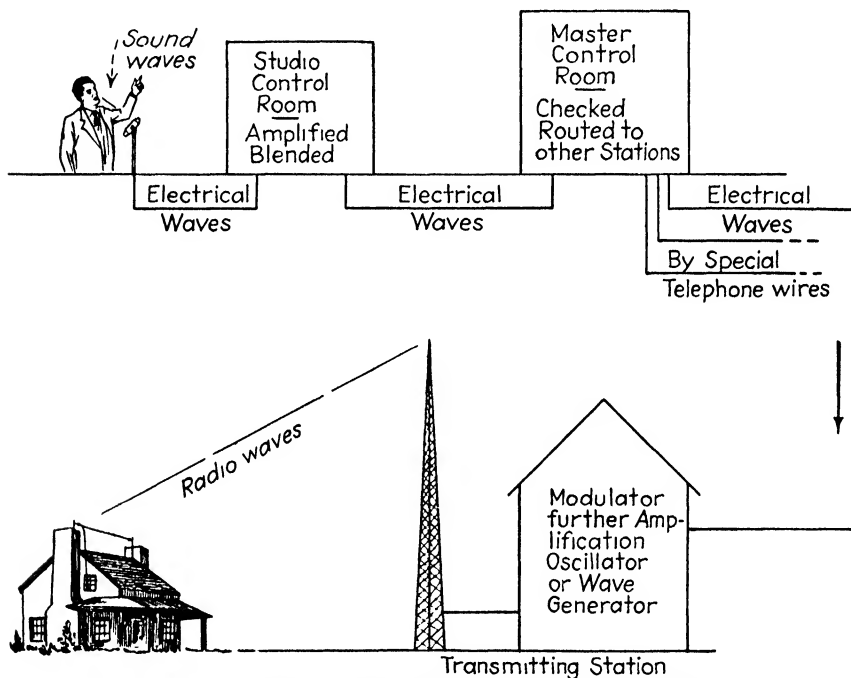 Sound
waves
Studio
Control
Room
Amplified
Blended
Master
Control
Room
Checked
Routed to
other Stations
Electrical
Waves
Electrical
Waves
Electrical
Waves
By Special
Telephone wires
Radio waves
Modulator
further Amp-
lification
Oscillator
or Wave
Generator
Transmitting Station